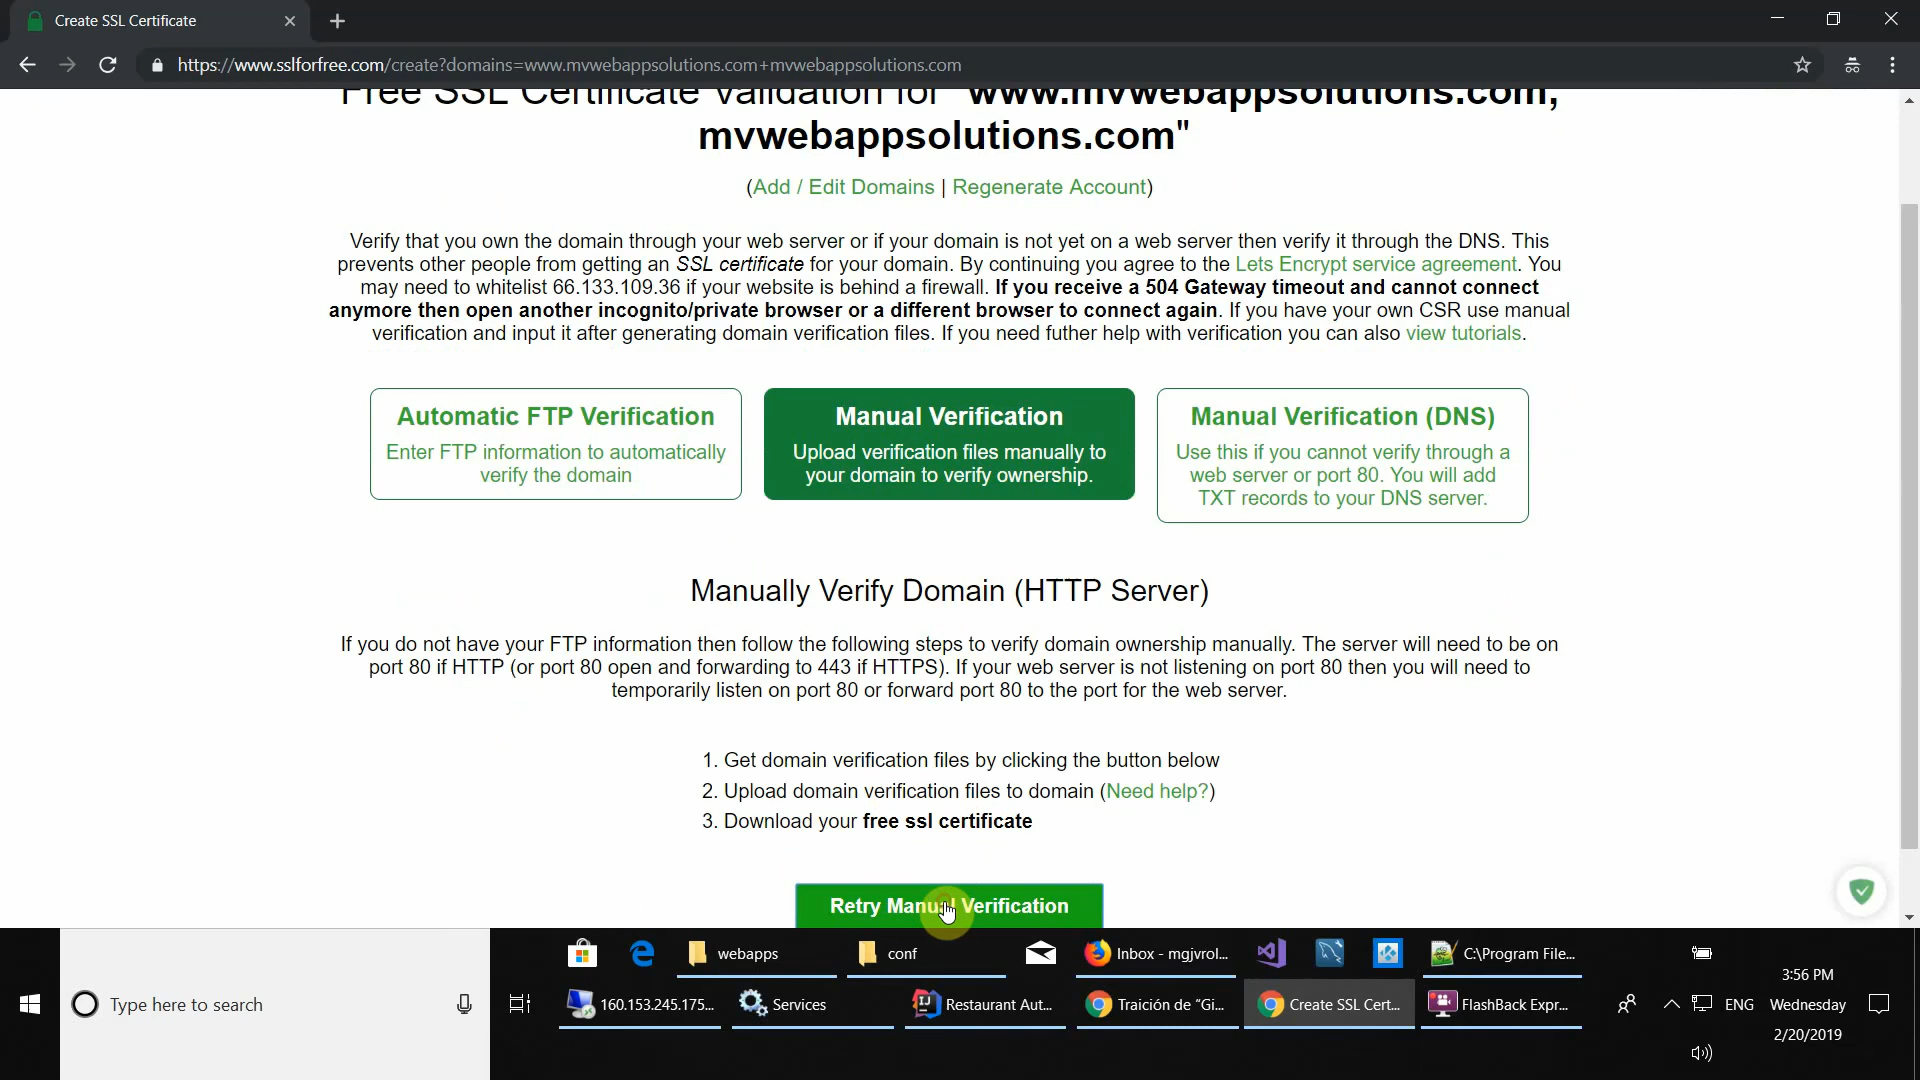 Create SSL Certificate
https://www.sslforfree.com/create?domains=www.mvwebappsolutions.com+mvwebappsolutions.com
Free SSL Certificate Validation for "www.mvwebappsolutions.com,
mvwebappsolutions.com"
(Add / Edit Domains | Regenerate Account)
Verify that you own the domain through your web server or if your domain is not yet on a web server then verify it through the DNS. This
prevents other people from getting an SSL certificate for your domain. By continuing you agree to the Lets Encrypt service agreement. You
may need to whitelist 66.133.109.36 if your website is behind a firewall. If you receive a 504 Gateway timeout and cannot connect
anymore then open another incognito/private browser or a different browser to connect again. If you have your own CSR use manual
verification and input it after generating domain verification files. If you need futher help with verification you can also view tutorials.
Automatic FTP Verification
Enter FTP information to automatically
verify the domain
Manual Verification
Upload verification files manually to
your domain to verify ownership.
Manual Verification (DNS)
Use this if you cannot verify through a
web server or port 80. You will add
TXT records to your DNS server.
Manually Verify Domain (HTTP Server)
If you do not have your FTP information then follow the following steps to verify domain ownership manually. The server will need to be on
port 80 if HTTP (or port 80 open and forwarding to 443 if HTTPS). If your web server is not listening on port 80 then you will need to
temporarily listen on port 80 or forward port 80 to the port for the web server.
1. Get domain verification files by clicking the button below
2. Upload domain verification files to domain (Need help?)
3. Download your free ssl certificate
Retry Manual Verification
webapps
conf
Inbox - mgjvrol...
C:\Program File...
3:56 PM
Type here to search
160.153.245.175...
Services
Restaurant Aut...
Traición de "Gi...
Create SSL Cert...
FlashBack Expr...
ENG
Wednesday
2/20/2019